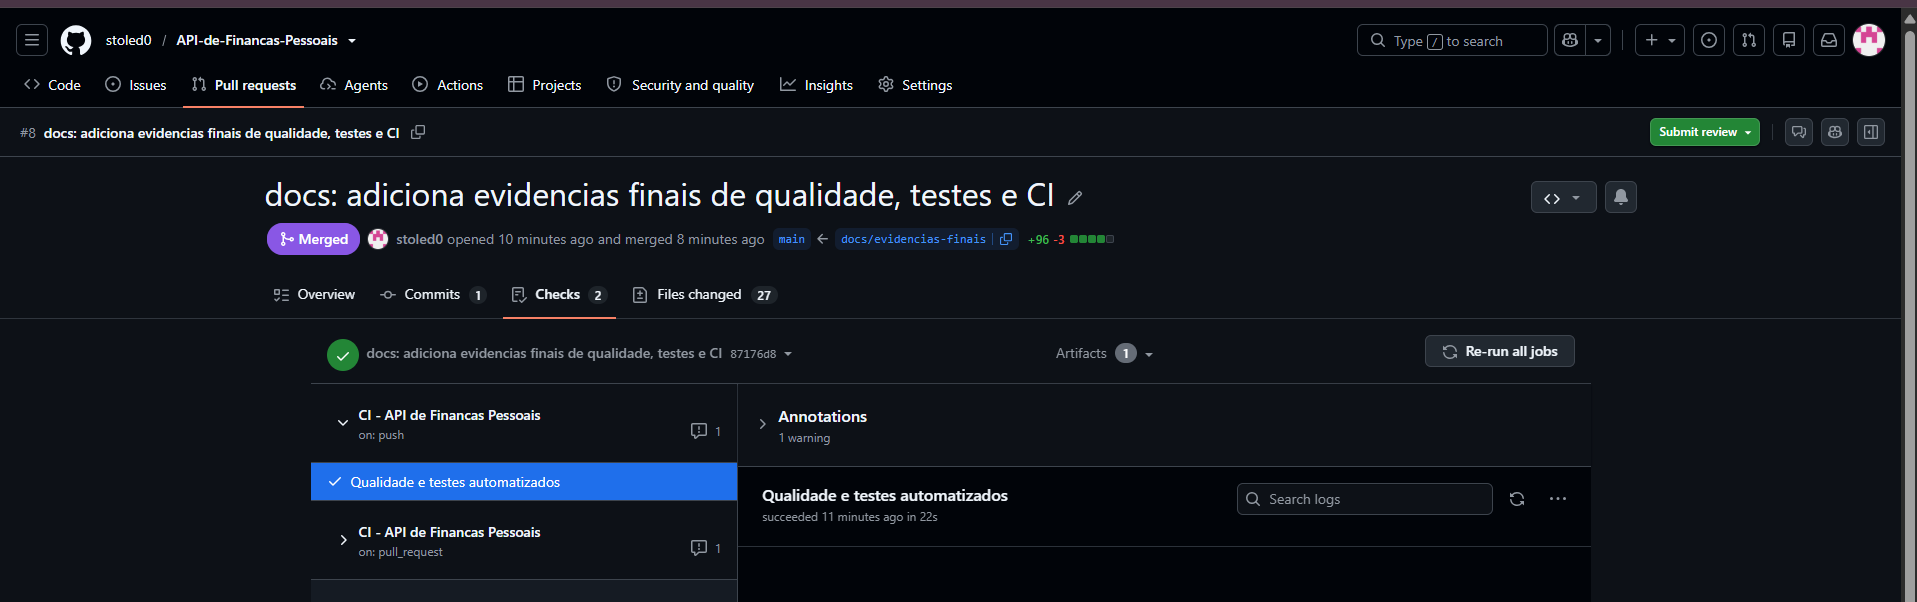 stoled0 / API-de-Financas-Pessoais
Type / to search
Code Issues Pull requests Agents Actions Projects Security and quality Insights Settings
#8 docs: adiciona evidencias finais de qualidade, testes e CI
Submit review
docs: adiciona evidencias finais de qualidade, testes e CI
Merged stoled0 opened 10 minutes ago and merged 8 minutes ago main ← docs/evidencias-finais +96 -3
Overview Commits 1 Checks 2 Files changed 27
docs: adiciona evidencias finais de qualidade, testes e CI 87176d8
Artifacts 1
Re-run all jobs
CI - API de Financas Pessoais
on: push
1
Qualidade e testes automatizados
CI - API de Financas Pessoais
on: pull_request
1
Annotations
1 warning
Qualidade e testes automatizados
succeeded 11 minutes ago in 22s
Search logs